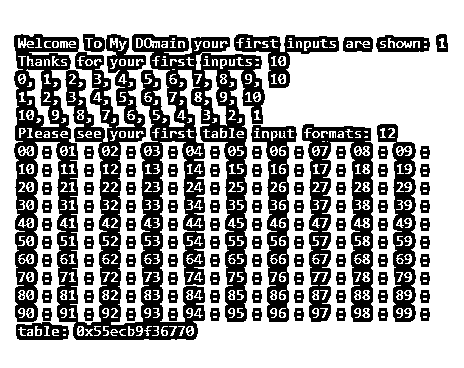 Welcome To My DOmain your first inputs are shown: 1
Thanks for your first inputs: 10
0, 1, 2, 3, 4, 5, 6, 7, 8, 9, 10
1, 2, 3, 4, 5, 6, 7, 8, 9, 10
10, 9, 8, 7, 6, 5, 4, 3, 2, 1
Please see your first table input formats: 12
00 - 01 - 02 - 03 - 04 - 05 - 06 - 07 - 08 - 09 -
10 - 11 - 12 - 13 - 14 - 15 - 16 - 17 - 18 - 19 -
20 - 21 - 22 - 23 - 24 - 25 - 26 - 27 - 28 - 29 -
30 - 31 - 32 - 33 - 34 - 35 - 36 - 37 - 38 - 39 -
40 - 41 - 42 - 43 - 44 - 45 - 46 - 47 - 48 - 49 -
50 - 51 - 52 - 53 - 54 - 55 - 56 - 57 - 58 - 59 -
60 - 61 - 62 - 63 - 64 - 65 - 66 - 67 - 68 - 69 -
70 - 71 - 72 - 73 - 74 - 75 - 76 - 77 - 78 - 79 -
80 - 81 - 82 - 83 - 84 - 85 - 86 - 87 - 88 - 89 -
90 - 91 - 92 - 93 - 94 - 95 - 96 - 97 - 98 - 99 -
table: 0x55ecb9f36770